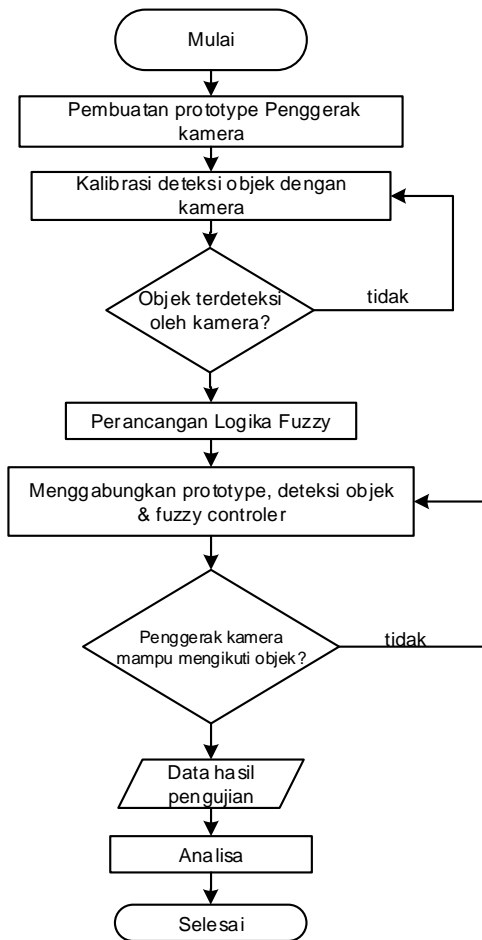 Mulai
Pembuatan prototype Penggerak
kamera
Kalibrasi deteksi objek dengan
kamera
Objek terdeteksi
oleh kamera?
tidak
Perancangan Logika Fuzzy
Menggabungkan prototype, deteksi objek
& fuzzy controler
Penggerak kamera
mampu mengikuti objek?
tidak
Data hasil
pengujian
Analisa
Selesai